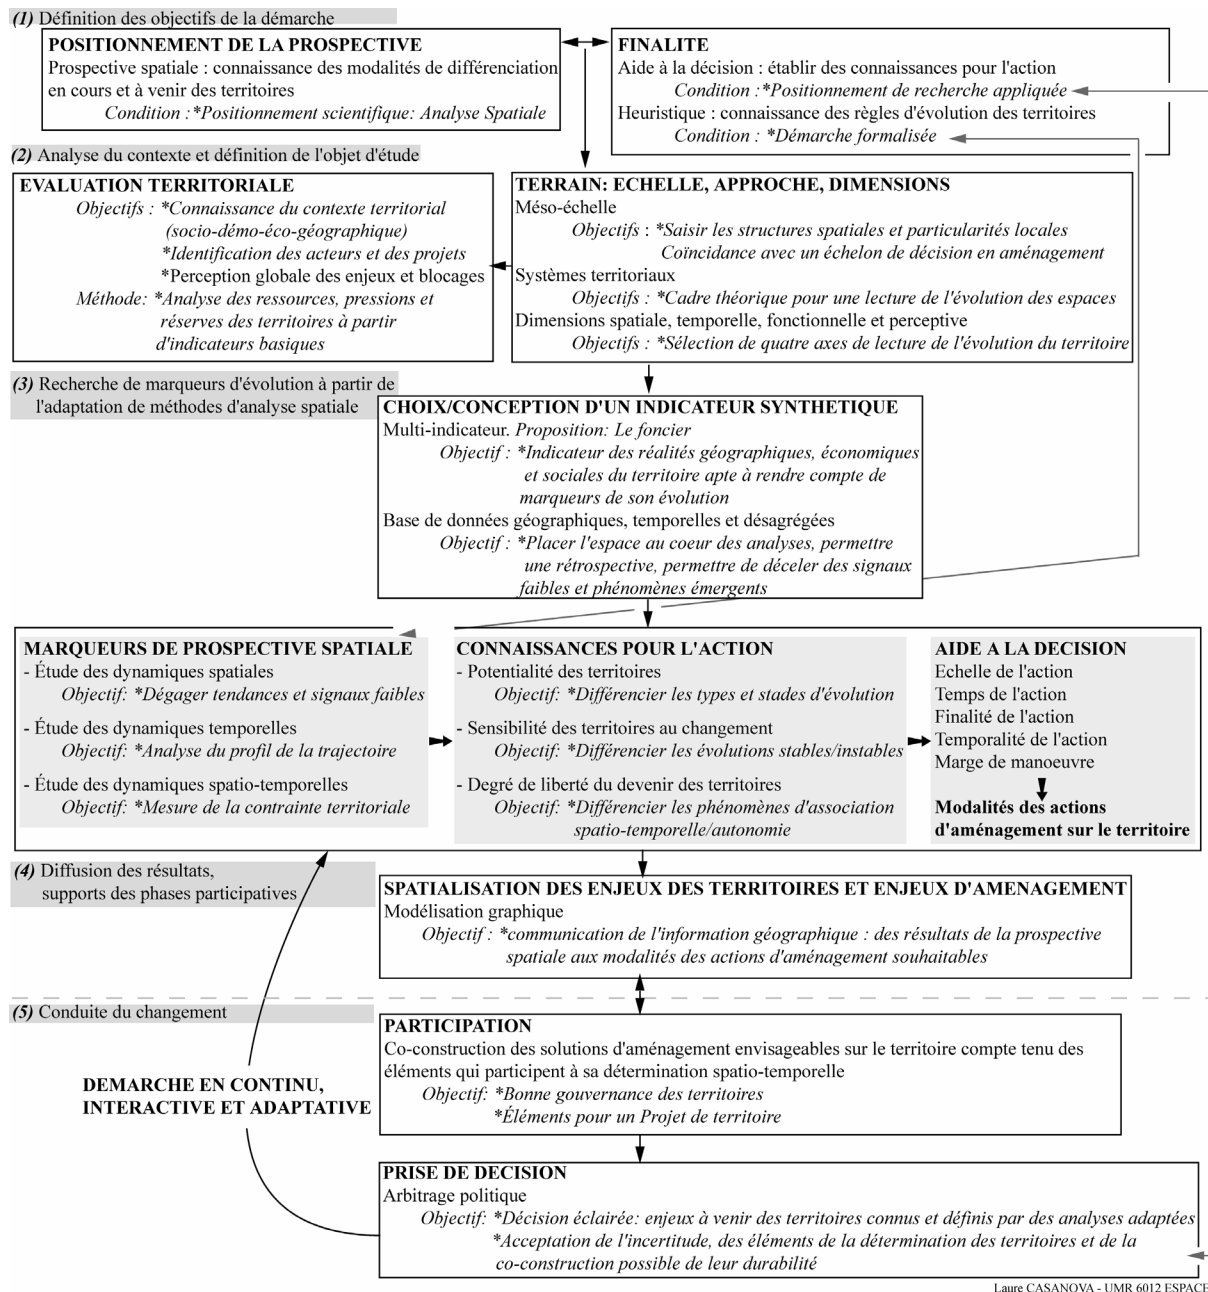 (1) Définition des objectifs de la démarche
POSITIONNEMENT DE LA PROSPECTIVE
Prospective spatiale : connaissance des modalités de différenciation
en cours et à venir des territoires
Condition :*Positionnement scientifique: Analyse Spatiale
FINALITE
Aide à la décision : établir des connaissances pour l'action
Condition :*Positionnement de recherche appliquée
Heuristique : connaissance des règles d'évolution des territoires
Condition : *Démarche formalisée
(2) Analyse du contexte et définition de l'objet d'étude
EVALUATION TERRITORIALE
Objectifs : *Connaissance du contexte territorial
(socio-démo-éco-géographique)
*Identification des acteurs et des projets
*Perception globale des enjeux et blocages
Méthode: *Analyse des ressources, pressions et
réserves des territoires à partir
d'indicateurs basiques
TERRAIN: ECHELLE, APPROCHE, DIMENSIONS
Méso-échelle
Objectifs : *Saisir les structures spatiales et particularités locales
Coïncidance avec un échelon de décision en aménagement
Systèmes territoriaux
Objectifs : *Cadre théorique pour une lecture de l'évolution des espaces
Dimensions spatiale, temporelle, fonctionnelle et perceptive
Objectifs : *Sélection de quatre axes de lecture de l'évolution du territoire
(3) Recherche de marqueurs d'évolution à partir de
l'adaptation de méthodes d'analyse spatiale
CHOIX/CONCEPTION D'UN INDICATEUR SYNTHETIQUE
Multi-indicateur. Proposition: Le foncier
Objectif : *Indicateur des réalités géographiques, économiques
et sociales du territoire apte à rendre compte de
marqueurs de son évolution
Base de données géographiques, temporelles et désagrégées
Objectif : *Placer l'espace au coeur des analyses, permettre
une rétrospective, permettre de déceler des signaux
faibles et phénomènes émergents
MARQUEURS DE PROSPECTIVE SPATIALE
- Étude des dynamiques spatiales
Objectif: *Dégager tendances et signaux faibles
- Étude des dynamiques temporelles
Objectif: *Analyse du profil de la trajectoire
- Étude des dynamiques spatio-temporelles
Objectif: *Mesure de la contrainte territoriale
CONNAISSANCES POUR L'ACTION
- Potentialité des territoires
Objectif: *Différencier les types et stades d'évolution
- Sensibilité des territoires au changement
Objectif: *Différencier les évolutions stables/instables
- Degré de liberté du devenir des territoires
Objectif: *Différencier les phénomènes d'association
spatio-temporelle/autonomie
AIDE A LA DECISION
Echelle de l'action
Temps de l'action
Finalité de l'action
Temporalité de l'action
Marge de manoeuvre
Modalités des actions
d'aménagement sur le territoire
(4) Diffusion des résultats,
supports des phases participatives
SPATIALISATION DES ENJEUX DES TERRITOIRES ET ENJEUX D'AMENAGEMENT
Modélisation graphique
Objectif : *communication de l'information géographique : des résultats de la prospective
spatiale aux modalités des actions d'aménagement souhaitables
(5) Conduite du changement
PARTICIPATION
Co-construction des solutions d'aménagement envisageables sur le territoire compte tenu des
éléments qui participent à sa détermination spatio-temporelle
Objectif: *Bonne gouvernance des territoires
*Éléments pour un Projet de territoire
DEMARCHE EN CONTINU,
INTERACTIVE ET ADAPTATIVE
PRISE DE DECISION
Arbitrage politique
Objectif: *Décision éclairée: enjeux à venir des territoires connus et définis par des analyses adaptées
*Acceptation de l'incertitude, des éléments de la détermination des territoires et de la
co-construction possible de leur durabilité
Laure CASANOVA - UMR 6012 ESPACE